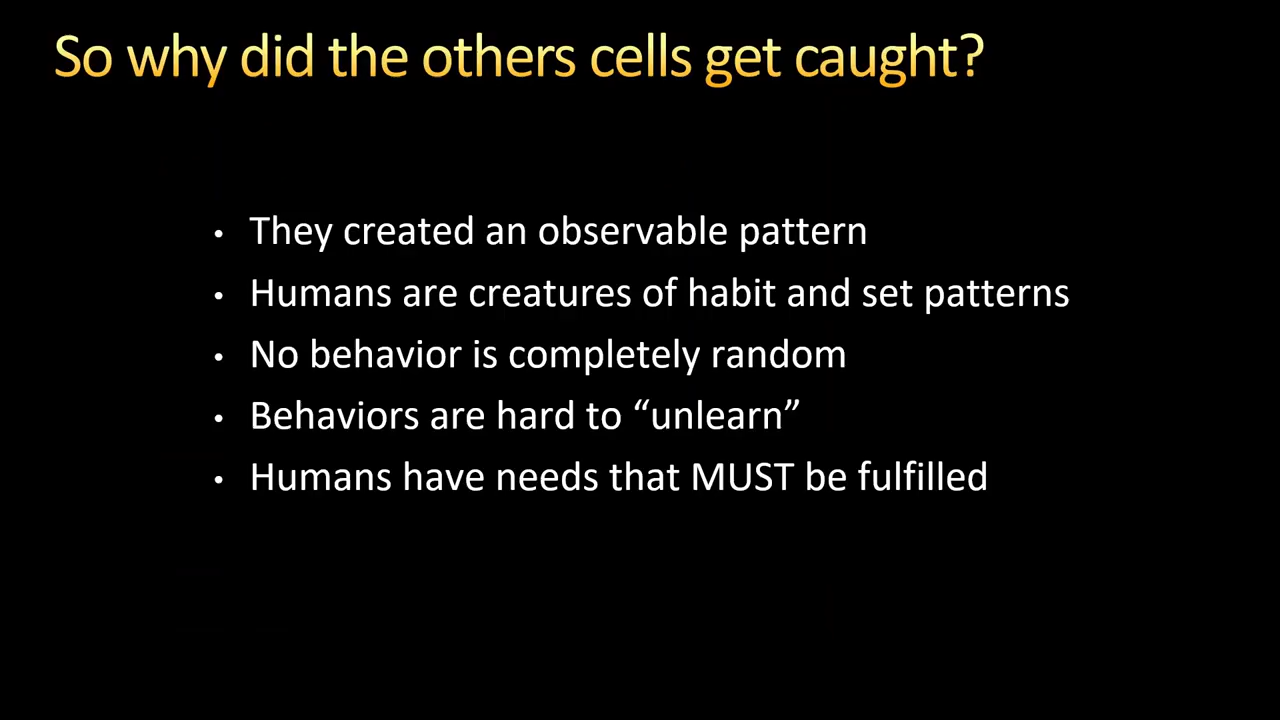 So why did the others cells get caught?
• They created an observable pattern
• Humans are creatures of habit and set patterns
• No behavior is completely random
• Behaviors are hard to “unlearn”
• Humans have needs that MUST be fulfilled